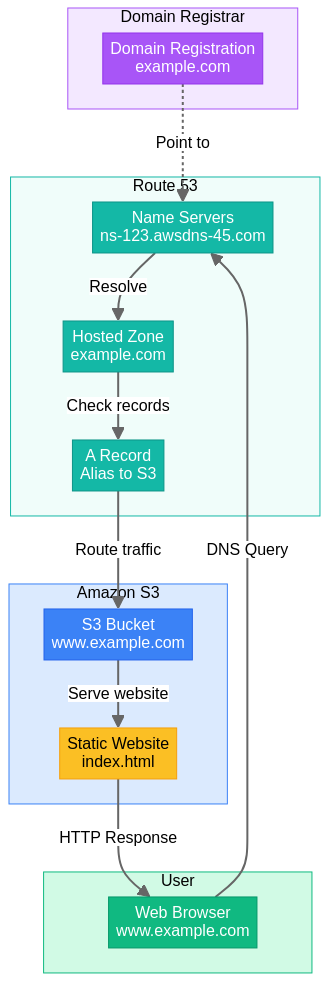 Domain Registrar
Domain Registration
example.com
Point to
Route 53
Name Servers
ns-123.awsdns-45.com
Resolve
Hosted Zone
example.com
Check records
A Record
Alias to S3
Route traffic
DNS Query
Amazon S3
S3 Bucket
www.example.com
Serve website
Static Website
index.html
HTTP Response
User
Web Browser
www.example.com